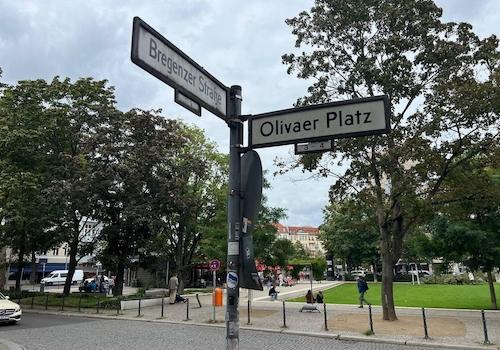 Bregenzer Straße
Olivaer Platz